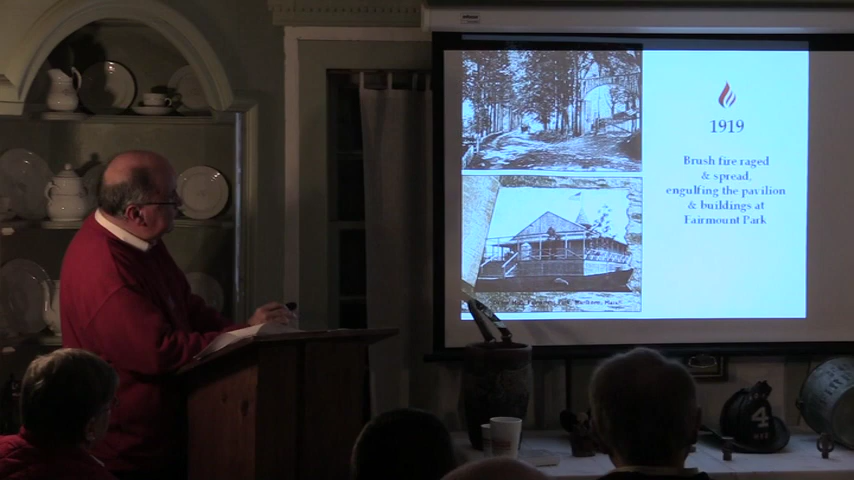 1919
Brush fire raged
& spread,
engulfing the pavilion
& buildings at
Fairmount Park
4